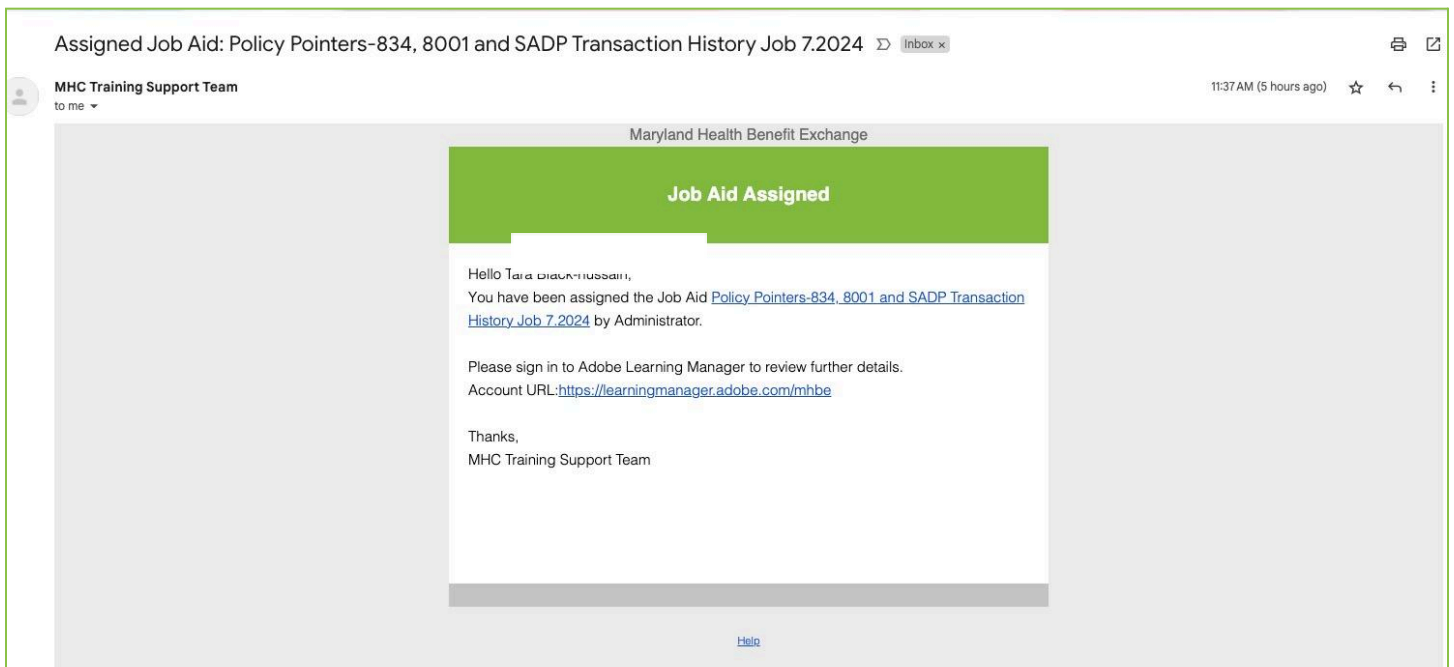 Assigned Job Aid: Policy Pointers-834, 8001 and SADP Transaction History Job 7.2024 Inbox ×
MHC Training Support Team
11:37 AM (5 hours ago)
to me
Maryland Health Benefit Exchange
Job Aid Assigned
Hello
You have been assigned the Job Aid Policy Pointers-834, 8001 and SADP Transaction
History Job 7.2024 by Administrator.
Please sign in to Adobe Learning Manager to review further details.
Account URL:https://learningmanager.adobe.com/mhbe
Thanks,
MHC Training Support Team
Help